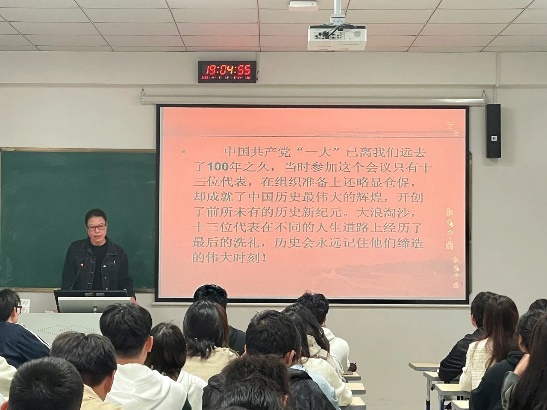 19:04:55
中国共产党“一大”已离我们远去
了100年之久，当时参加这个会议只有十
三位代表，在组织准备上还略显仓促，
却成就了中国历史最伟大的辉煌，开创
了前所未有的历史新纪元。大浪淘沙，
十三位代表在不同的人生道路上经历了
最后的洗礼，历史会永远记住他们缔造
的伟大时刻！